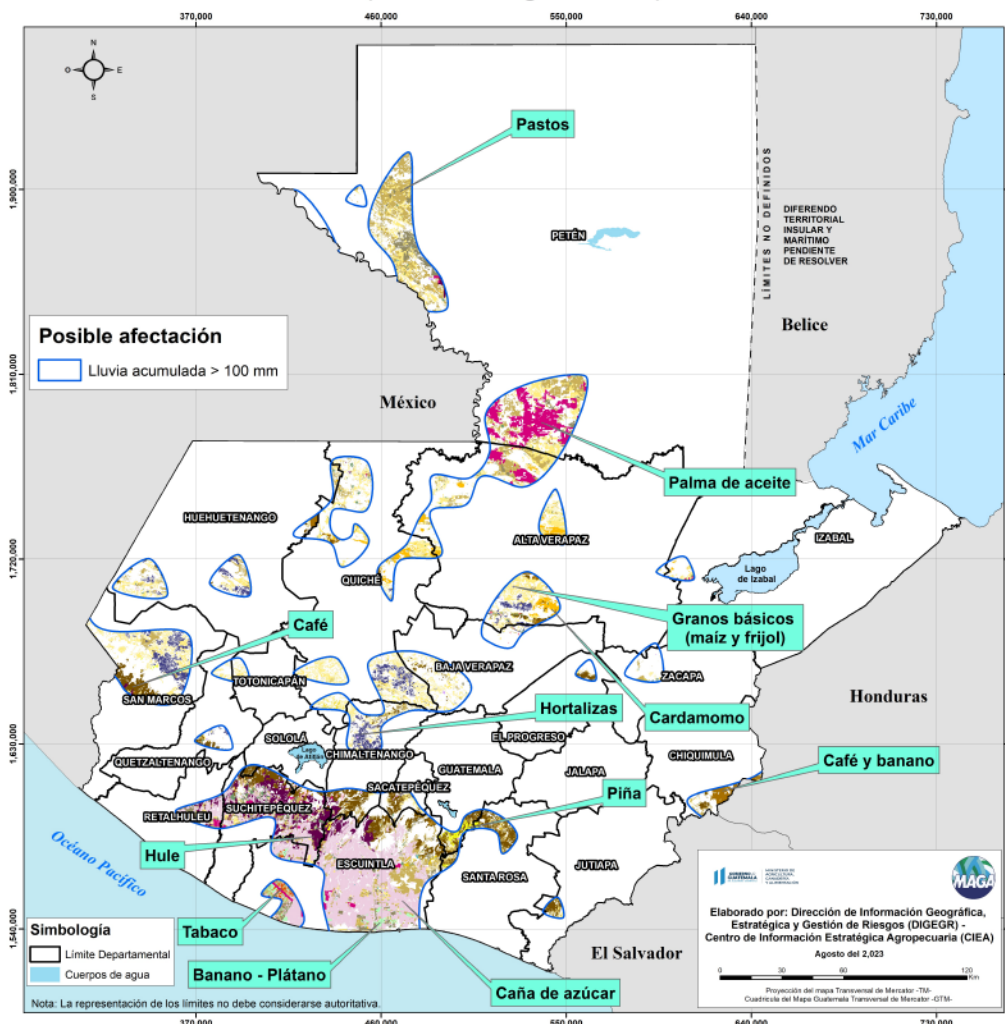 370,000
460,000
550,000
640,000
730,000
N
O
E
S
1,900,000
1,810,000
1,720,000
1,630,000
1,540,000
Pastos
PETÉN
LÍMITES NO DEFINIDOS
DIFERENDO
TERRITORIAL
INSULAR Y
MARÍTIMO
PENDIENTE
DE RESOLVER
Belice
Posible afectación
Lluvia acumulada > 100 mm
México
Mar Caribe
Palma de aceite
HUEHUETENANGO
ALTA VERAPAZ
IZABAL
Lago
de Izabal
QUICHÉ
Granos básicos
(maíz y frijol)
Café
BAJA VERAPAZ
ZACAPA
TOTONICAPÁN
SAN MARCOS
Honduras
Hortalizas
Cardamomo
SOLOLÁ
EL PROGRESO
Lago
de Atitlán
CHIMALTENANGO
CHIQUIMULA
QUETZALTENANGO
GUATEMALA
JALAPA
Café y banano
SACATEPÉQUEZ
Piña
SUCHITEPÉQUEZ
RETALHULEU
Océano Pacífico
Hule
ESCUINTLA
SANTA ROSA
JUTIAPA
Tabaco
Banano - Plátano
Caña de azúcar
El Salvador
Simbología
Límite Departamental
Cuerpos de agua
Nota: La representación de los límites no debe considerarse autoritativa.
GOBIERNO de
GUATEMALA
MINISTERIO DE
AGRICULTURA,
GANADERÍA
Y ALIMENTACIÓN
MAGA
Elaborado por: Dirección de Información Geográfica,
Estratégica y Gestión de Riesgos (DIGEGR) -
Centro de Información Estratégica Agropecuaria (CIEA)
Agosto del 2,023
0
30
60
120
Km
Proyección del mapa Transversal de Mercator -TM-
Cuadrícula del Mapa Guatemala Transversal de Mercator -GTM-
370,000
460,000
550,000
640,000
730,000